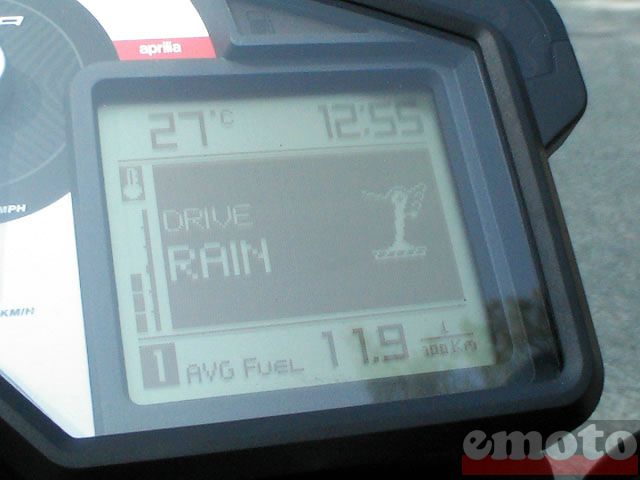 aprilia
27°C 12:55
DRIVE
RAIN
1 AVG FUEL 11.9 l/100Km
MPH
KM/H
emoto